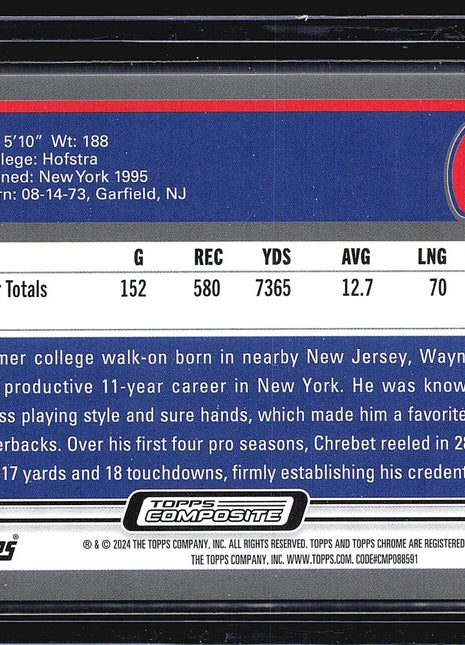 5'10" Wt: 188
llege: Hofstra
ned: New York 1995
rn: 08-14-73, Garfield, NJ
G REC YDS AVG LNG
r Totals 152 580 7365 12.7 70
mer college walk-on born in nearby New Jersey, Wayn
productive 11-year career in New York. He was know
ss playing style and sure hands, which made him a favorite
erbacks. Over his first four pro seasons, Chrebet reeled in 28
17 yards and 18 touchdowns, firmly establishing his credent
TOPPS
COMPOSITE
PS
® & © 2024 THE TOPPS COMPANY, INC. ALL RIGHTS RESERVED. TOPPS AND TOPPS CHROME ARE REGISTERED
THE TOPPS COMPANY, INC. WWW.TOPPS.COM. CODE#CMP088591